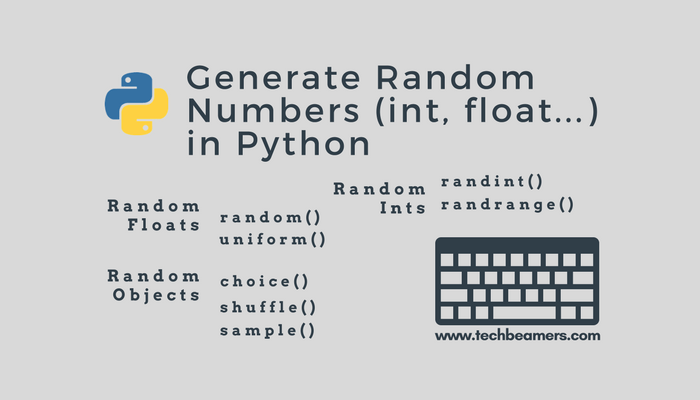 Generate Random
Numbers (int, float...)
in Python
Random
Floats
random()
uniform()
Random
Ints
randint()
randrange()
Random
Objects
choice()
shuffle()
sample()
www.techbeamers.com